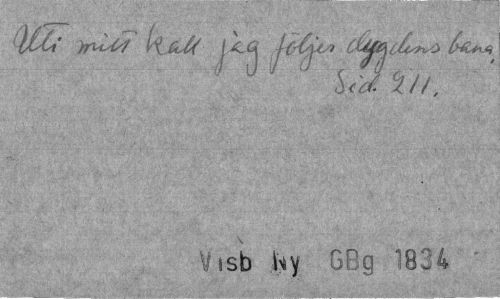 Uti mitt kall jag följer dygdens bana,
Sid. 211.
Visb Ny GBg 1834